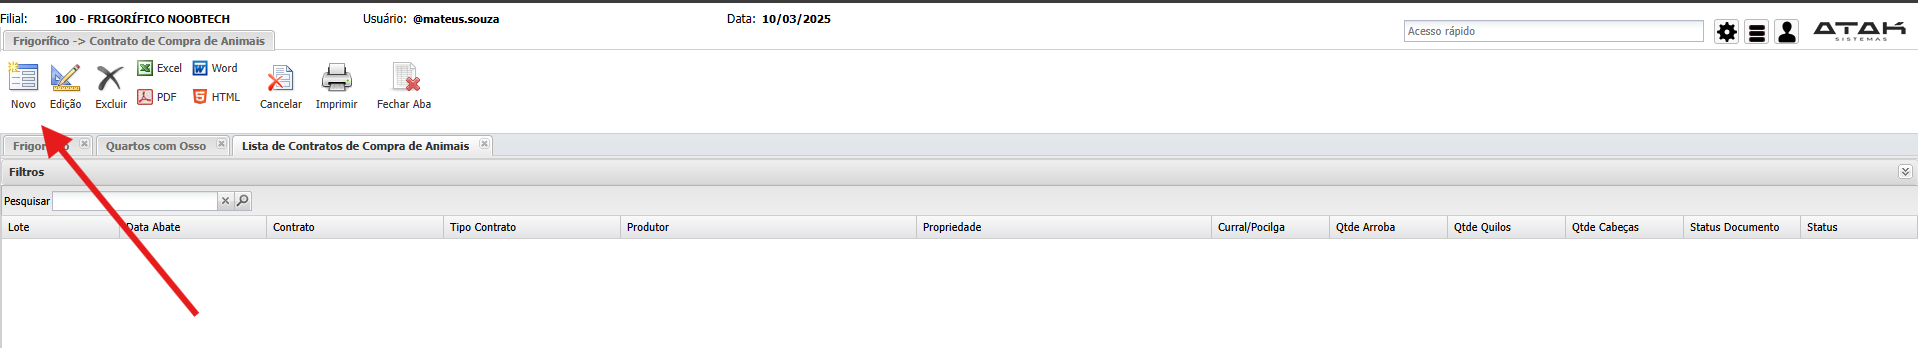 Filial: 100 - FRIGORÍFICO NOOBTECH Usuário: @mateus.souza Data: 10/03/2025
Frigorífico -> Contrato de Compra de Animais
Acesso rápido
ATAK
SISTEMAS
Novo Edição Excluir
Excel Word
PDF HTML
Cancelar Imprimir Fechar Aba
Quartos com Osso Lista de Contratos de Compra de Animais
Filtros
Pesquisar
Lote Data Abate Contrato Tipo Contrato Produtor Propriedade Curral/Pocilga Qtde Arroba Qtde Quilos Qtde Cabeças Status Documento Status